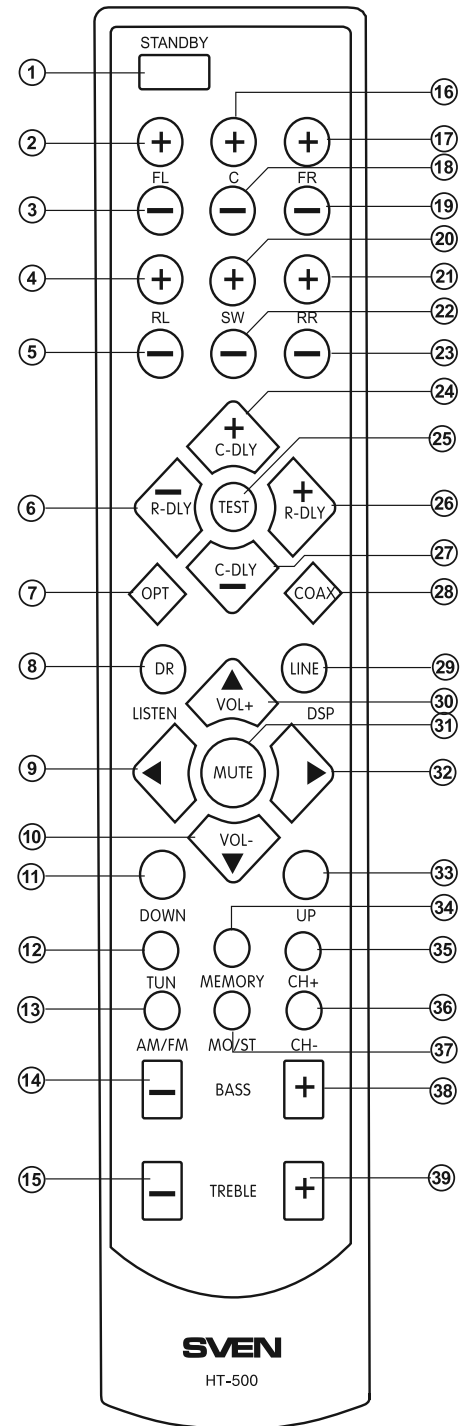 STANDBY
1
16
2 + + + 17
FL C FR 18
3 − − − 19
20
4 + + + 21
RL SW RR 22
5 − − − 23
24
+
C-DLY
25
− +
6 R-DLY TEST R-DLY 26
27
C-DLY
−
7 OPT COAX 28
8 DR LINE 29
VOL+ 30
LISTEN DSP
31
9 MUTE 32
10 VOL-
11 33
DOWN UP 34
12 35
TUN MEMORY CH+
13 36
AM/FM MO/ST CH- 37
14 − BASS + 38
15 − TREBLE + 39
SVEN
HT-500